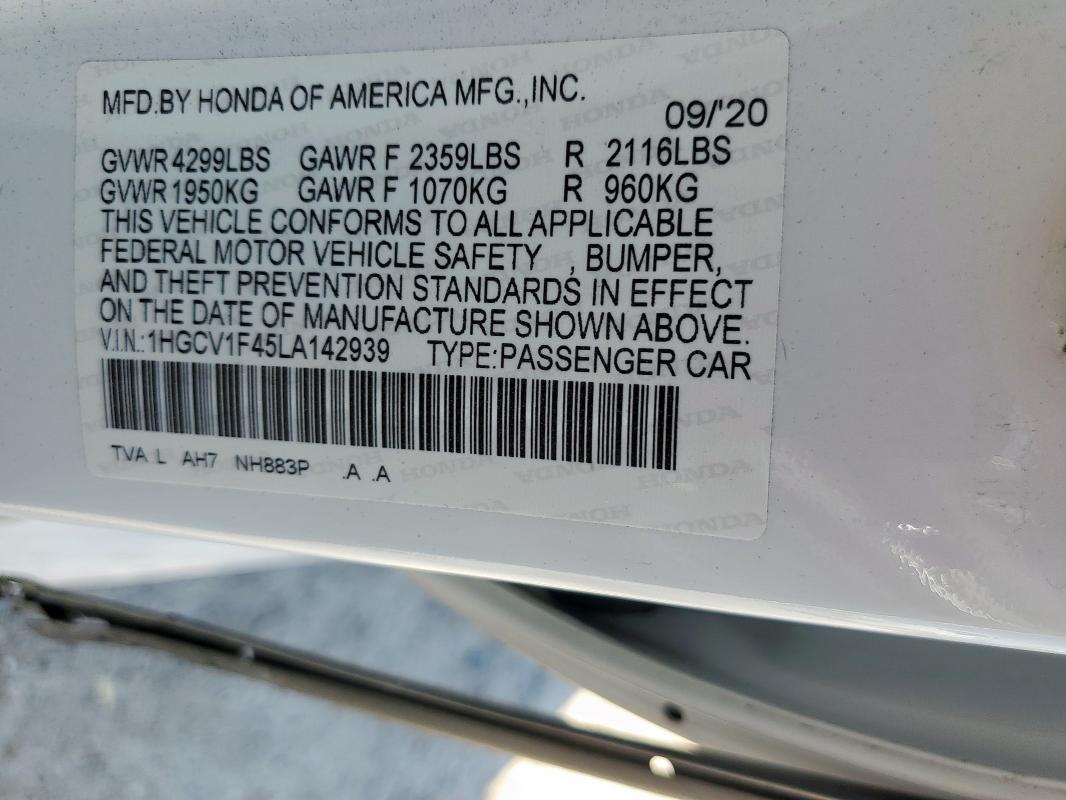 MFD.BY HONDA OF AMERICA MFG.,INC.
09/'20
GVWR 4299LBS GAWR F 2359LBS R 2116LBS
GVWR 1950KG GAWR F 1070KG R 960KG
THIS VEHICLE CONFORMS TO ALL APPLICABLE
FEDERAL MOTOR VEHICLE SAFETY , BUMPER,
AND THEFT PREVENTION STANDARDS IN EFFECT
ON THE DATE OF MANUFACTURE SHOWN ABOVE.
V.I.N.:1HGCV1F45LA142939 TYPE:PASSENGER CAR
TVA L AH7 NH883P .A .A